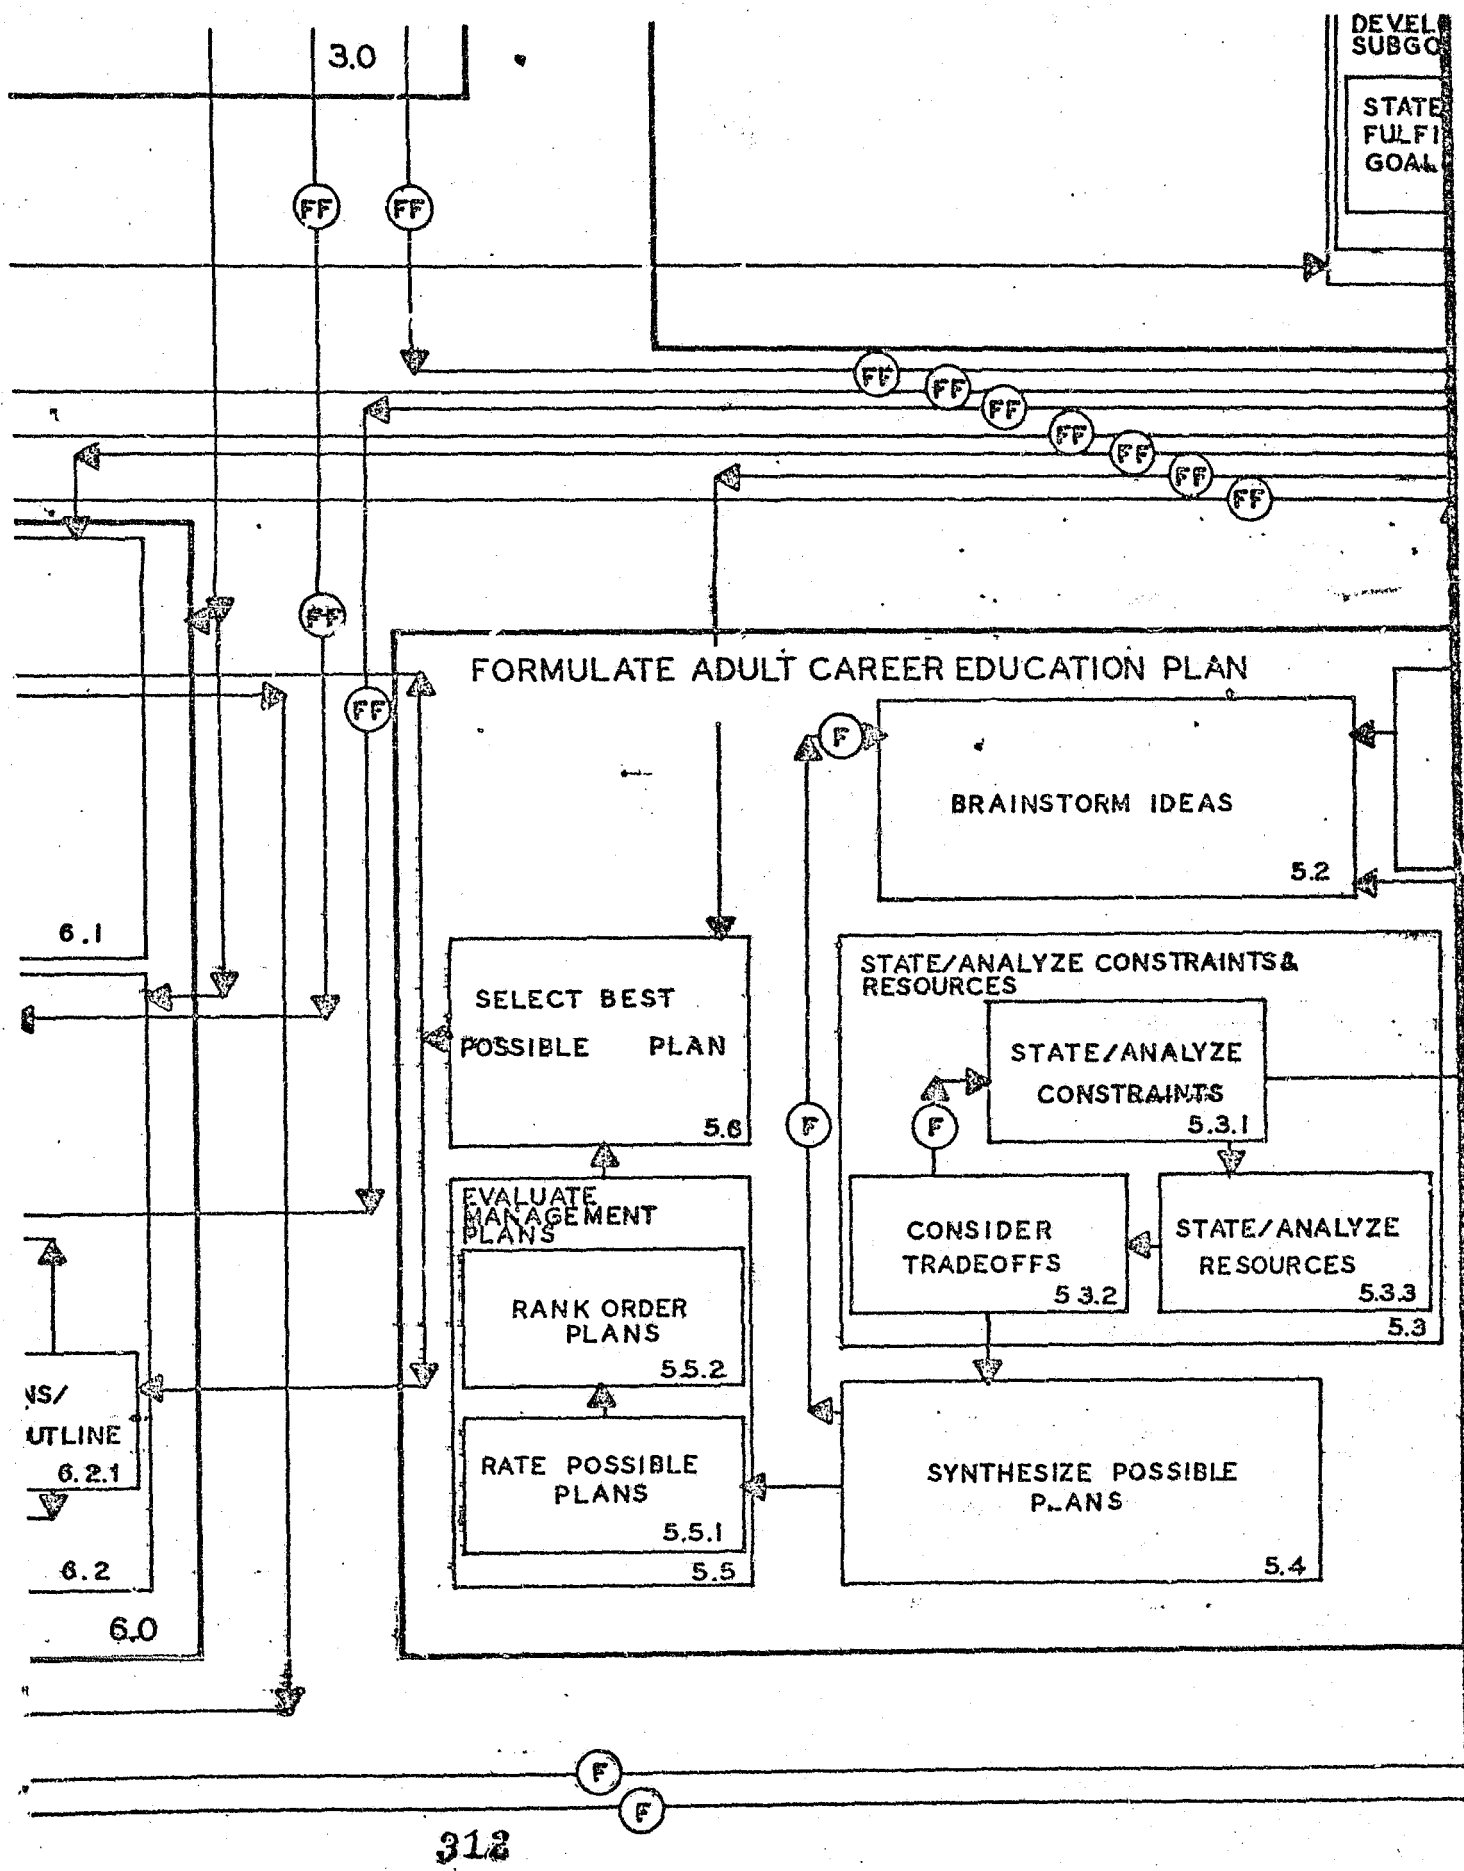 3.0
DEVEL
SUBGO
STATE
FULFI
GOAL
FF
FF
FF
FF
FF
FF
FF
FF
FF
FF
FF
FORMULATE ADULT CAREER EDUCATION PLAN
F
BRAINSTORM IDEAS
5.2
6.1
SELECT BEST
POSSIBLE PLAN
5.6
STATE/ANALYZE CONSTRAINTS&
RESOURCES
STATE/ANALYZE
CONSTRAINTS
5.3.1
F
F
CONSIDER
TRADEOFFS
5 3.2
STATE/ANALYZE
RESOURCES
5.3.3
5.3
EVALUATE
MANAGEMENT
PLANS
RANK ORDER
PLANS
5.5.2
RATE POSSIBLE
PLANS
5.5.1
5.5
SYNTHESIZE POSSIBLE
PLANS
5.4
NS/
UTLINE
6.2.1
6.2
6.0
F
F
312